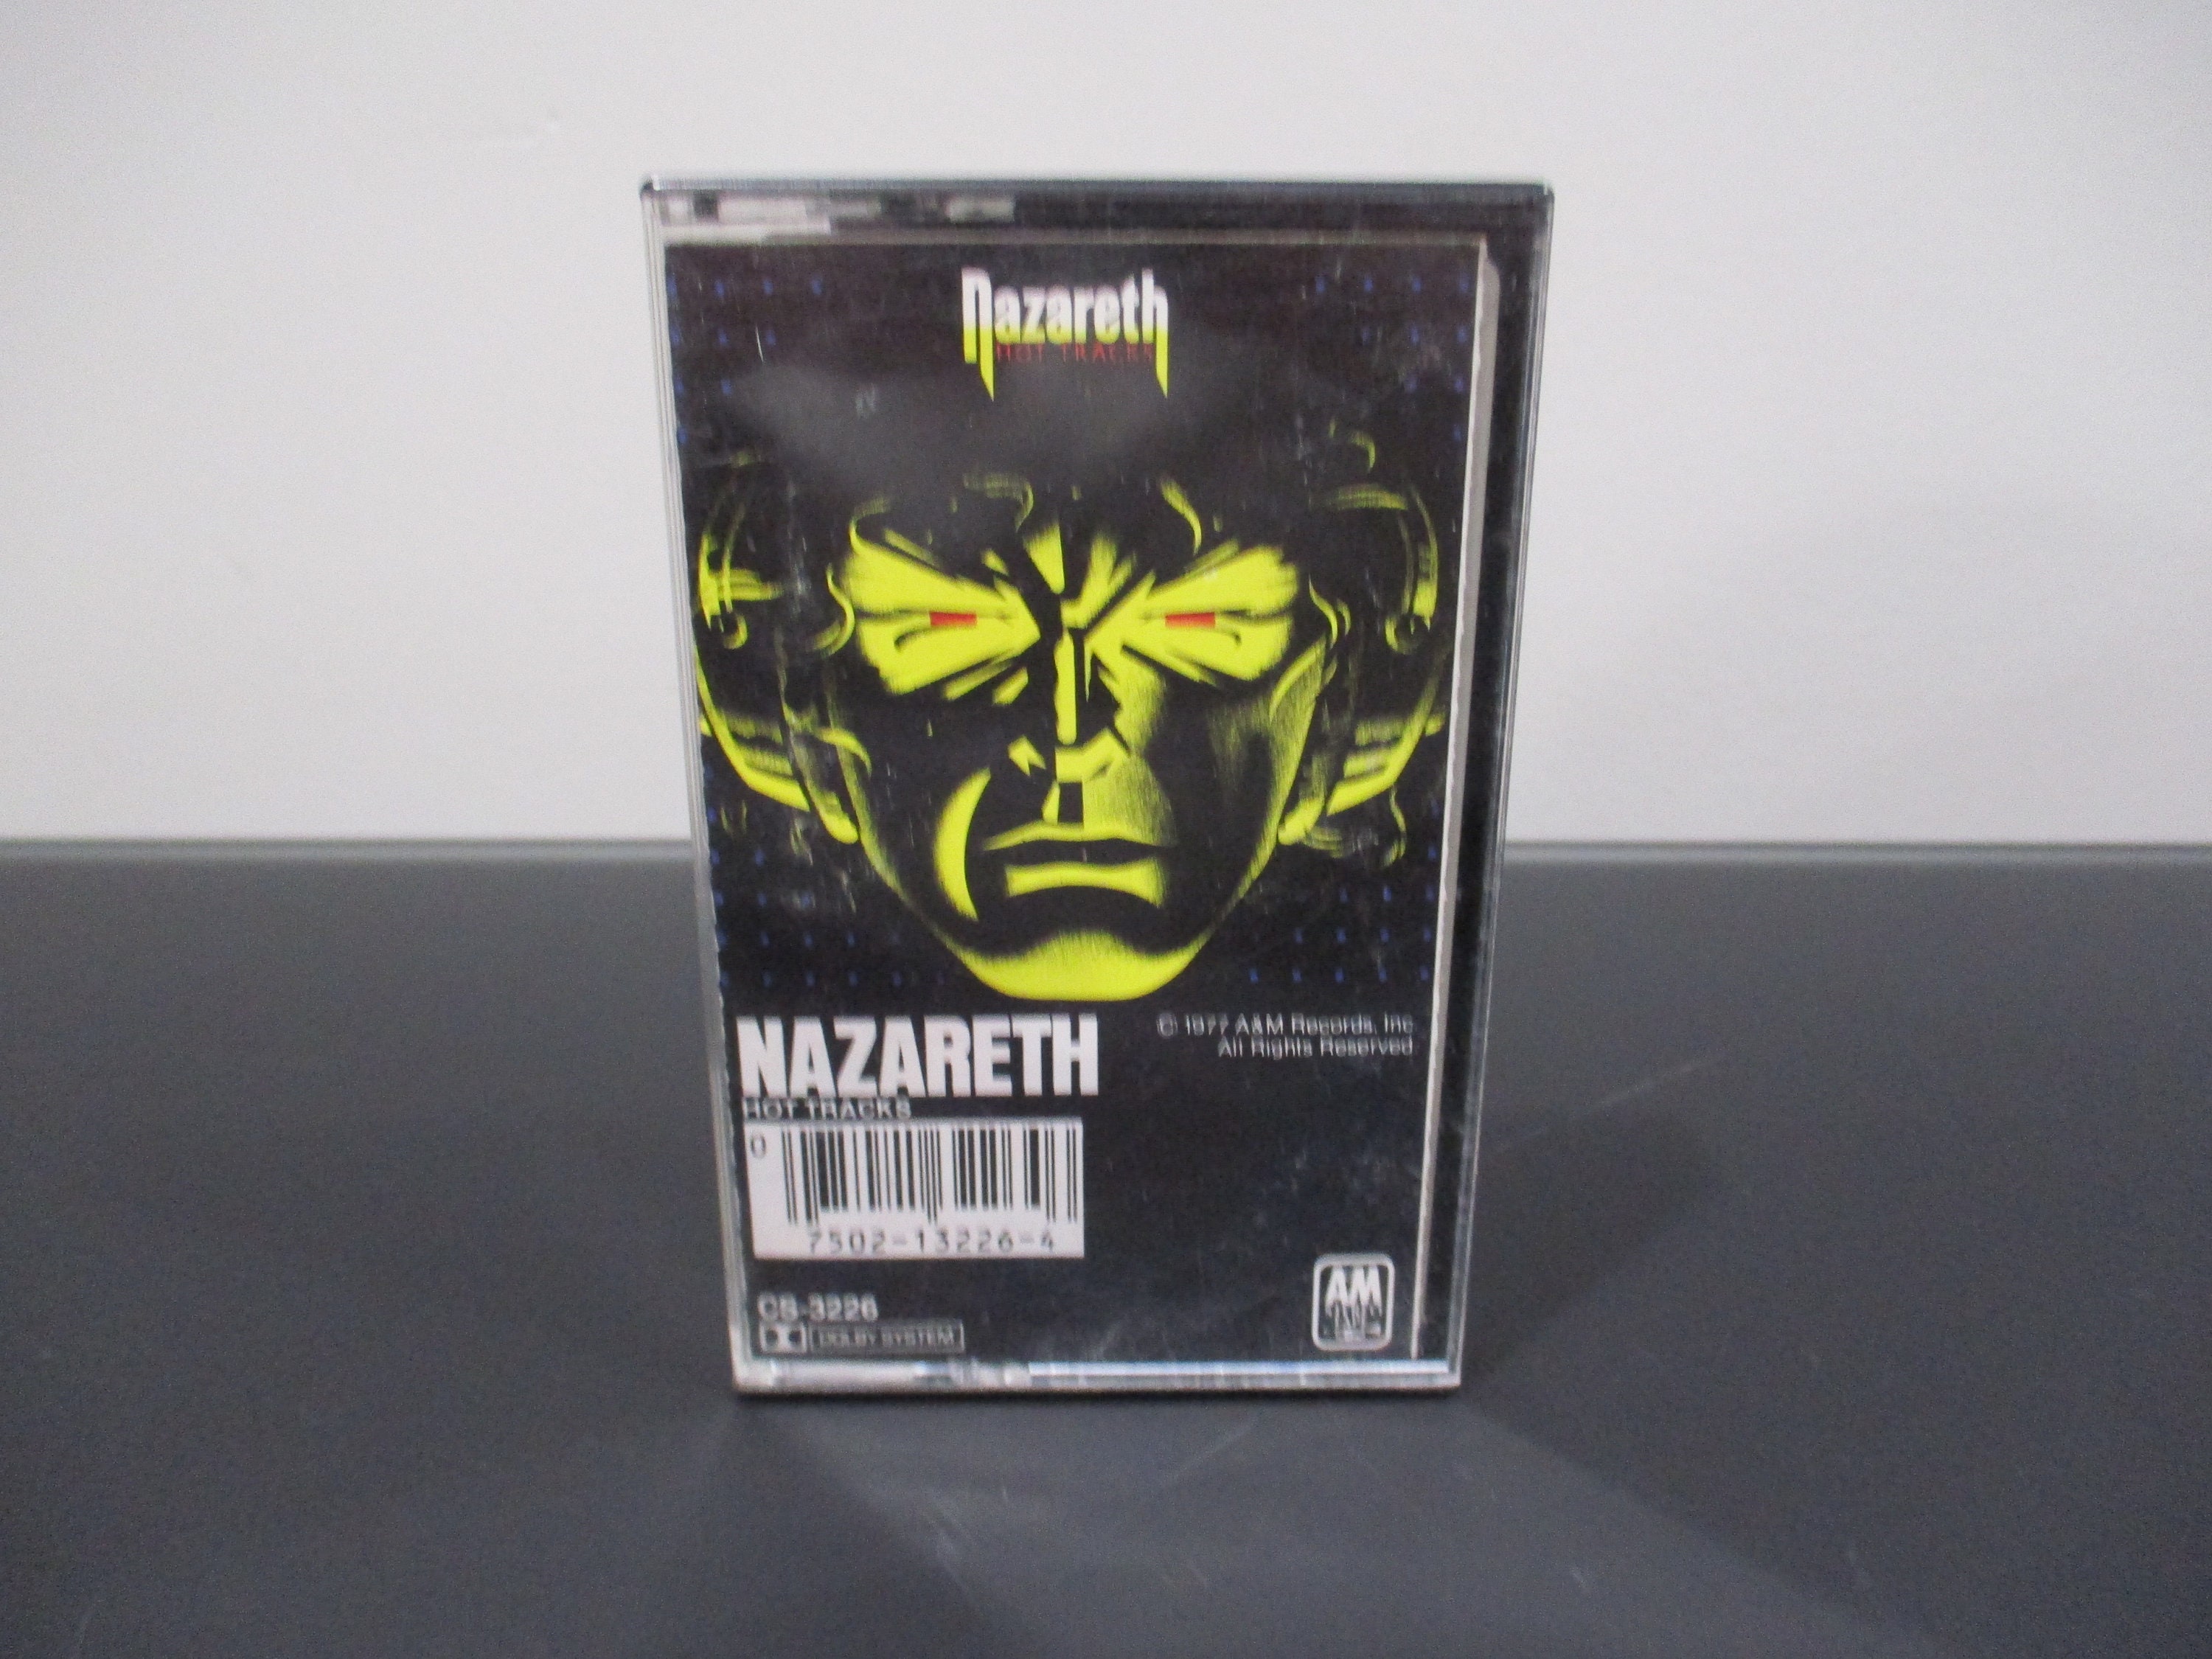 Nazareth
HOT TRACKS
NAZARETH
© 1977 A&M Records, Inc
All Rights Reserved
HOT TRACKS
0
7502-13226-4
CS-3226
DOLBY SYSTEM
AM